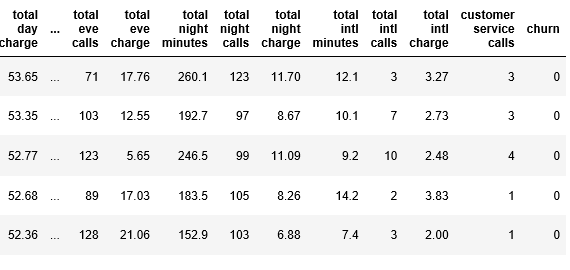 total day charge ... total eve calls total eve charge total night minutes total night calls total night charge total intl minutes total intl calls total intl charge customer service calls churn
53.65 ... 71 17.76 260.1 123 11.70 12.1 3 3.27 3 0
53.35 ... 103 12.55 192.7 97 8.67 10.1 7 2.73 3 0
52.77 ... 123 5.65 246.5 99 11.09 9.2 10 2.48 4 0
52.68 ... 89 17.03 183.5 105 8.26 14.2 2 3.83 1 0
52.36 ... 128 21.06 152.9 103 6.88 7.4 3 2.00 1 0